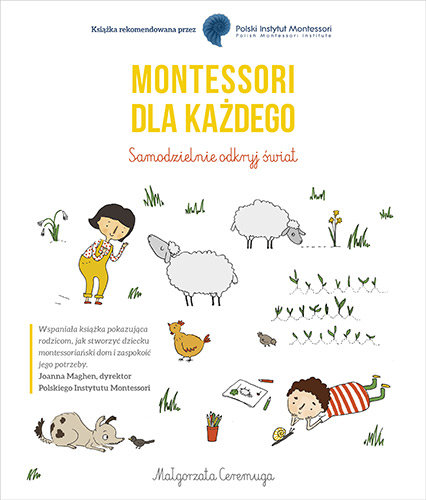 Książka rekomendowana przez
Polski Instytut Montessori
Polish Montessori Institute
MONTESSORI
DLA KAŻDEGO
Samodzielnie odkryj świat
Wspaniała książka pokazująca
rodzicom, jak stworzyć dziecku
montessoriański dom i zaspokoić
jego potrzeby.
Joanna Maghen, dyrektor
Polskiego Instytutu Montessori
Małgorzata Ceremuga